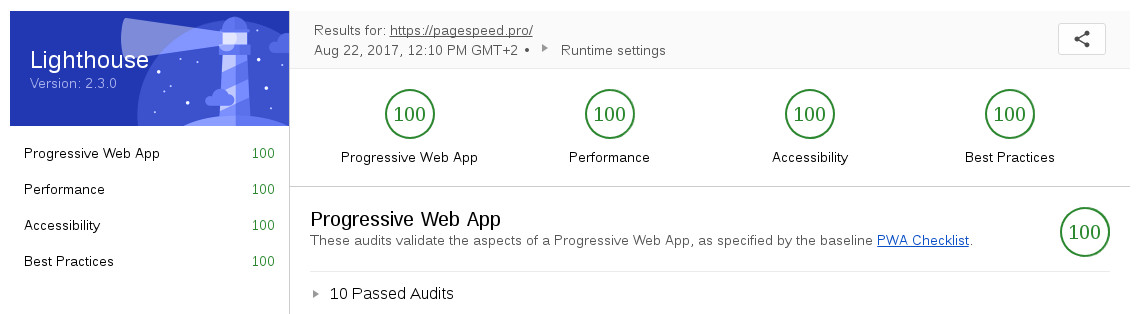 Lighthouse
Version: 2.3.0
Progressive Web App 100
Performance 100
Accessibility 100
Best Practices 100
Results for: https://pagespeed.pro/
Aug 22, 2017, 12:10 PM GMT+2 • Runtime settings
100 100 100 100
Progressive Web App Performance Accessibility Best Practices
Progressive Web App
These audits validate the aspects of a Progressive Web App, as specified by the baseline PWA Checklist.
100
10 Passed Audits